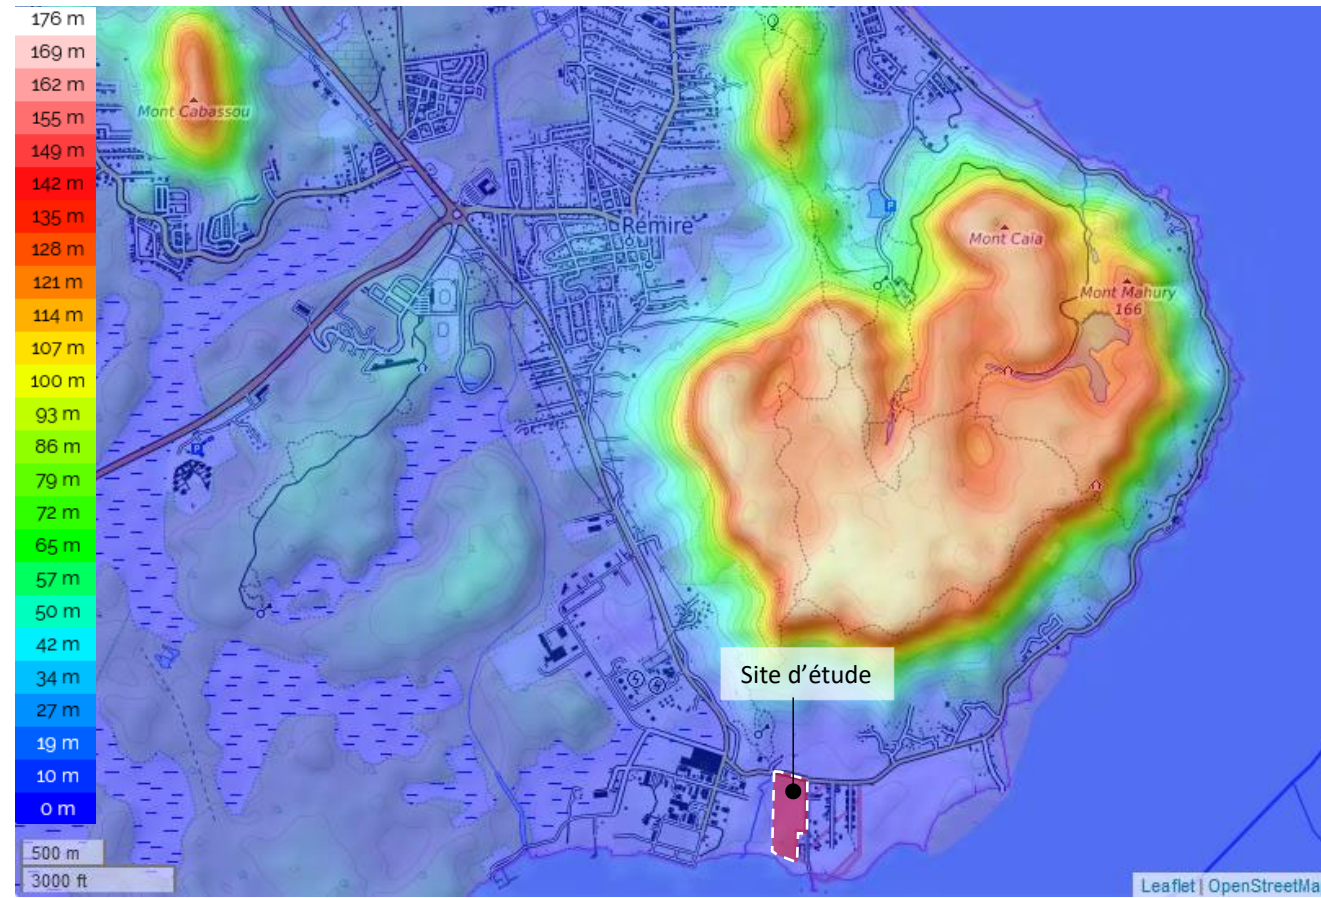 176 m
169 m
162 m
155 m
149 m
142 m
135 m
128 m
121 m
114 m
107 m
100 m
93 m
86 m
79 m
72 m
65 m
57 m
50 m
42 m
34 m
27 m
19 m
10 m
0 m
Mont Cabassou
Rémire
Mont Caïa
Mont Mahury
166
P
P
Site d'étude
500 m
3000 ft
Leaflet | OpenStreetMa